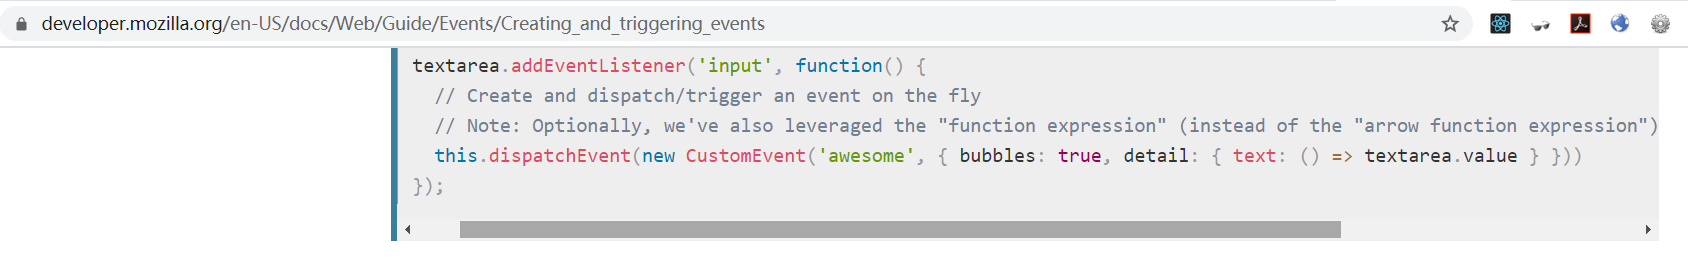 developer.mozilla.org/en-US/docs/Web/Guide/Events/Creating_and_triggering_events
textarea.addEventListener('input', function() {
// Create and dispatch/trigger an event on the fly
// Note: Optionally, we've also leveraged the "function expression" (instead of the "arrow function expression")
this.dispatchEvent(new CustomEvent('awesome', { bubbles: true, detail: { text: () => textarea.value } }))
});